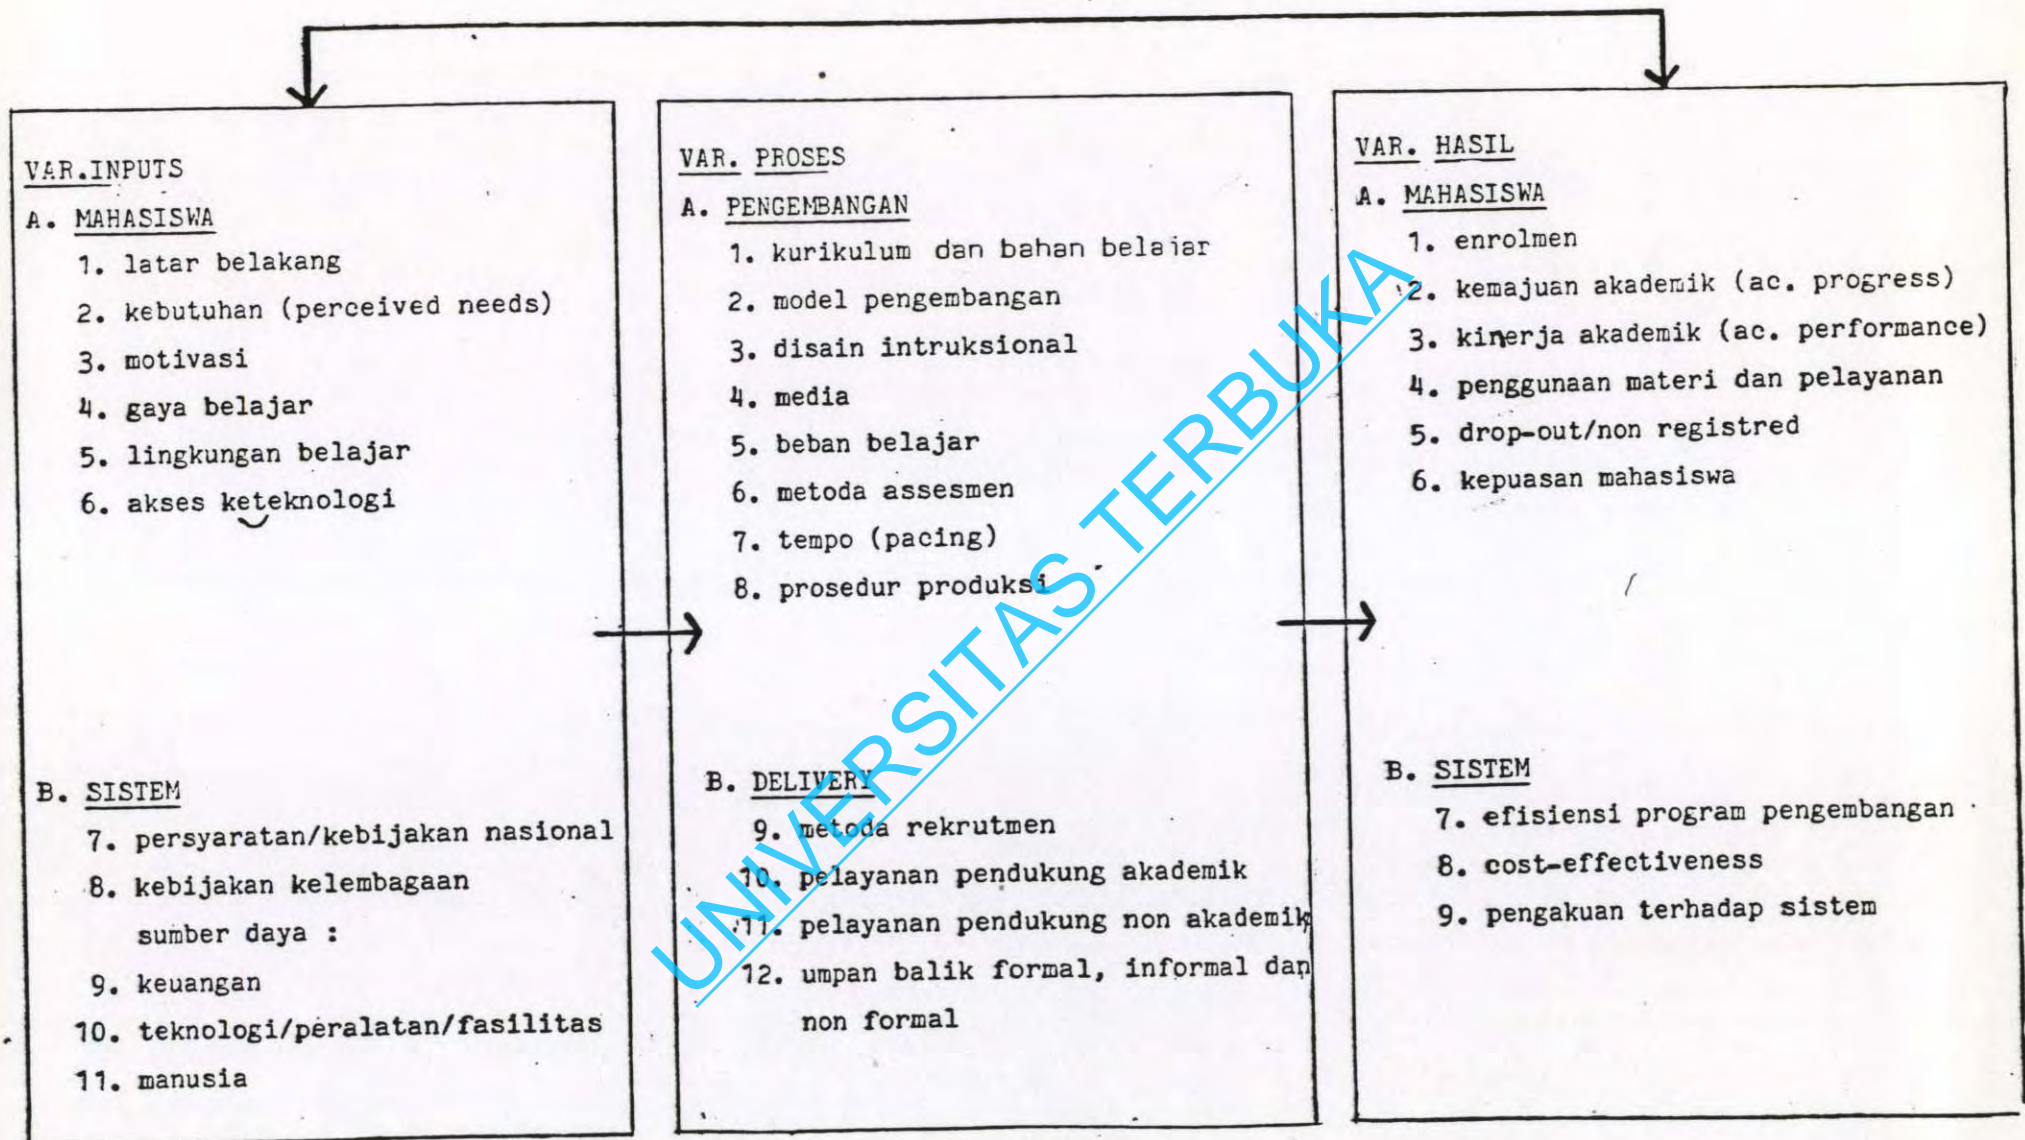 VAR.INPUTS
A. MAHASISWA
1. latar belakang
2. kebutuhan (perceived needs)
3. motivasi
4. gaya belajar
5. lingkungan belajar
6. akses keteknologi
B. SISTEM
7. persyaratan/kebijakan nasional
8. kebijakan kelembagaan
sumber daya :
9. keuangan
10. teknologi/peralatan/fasilitas
11. manusia
VAR. PROSES
A. PENGEMBANGAN
1. kurikulum dan bahan belajar
2. model pengembangan
3. disain intruksional
4. media
5. beban belajar
6. metoda assesmen
7. tempo (pacing)
8. prosedur produksi
B. DELIVERY
9. metoda rekrutmen
10. pelayanan pendukung akademik
11. pelayanan pendukung non akademik
12. umpan balik formal, informal dan
non formal
VAR. HASIL
A. MAHASISWA
1. enrolmen
2. kemajuan akademik (ac. progress)
3. kinerja akademik (ac. performance)
4. penggunaan materi dan pelayanan
5. drop-out/non registred
6. kepuasan mahasiswa
B. SISTEM
7. efisiensi program pengembangan
8. cost-effectiveness
9. pengakuan terhadap sistem
UNIVERSITAS TERBUKA